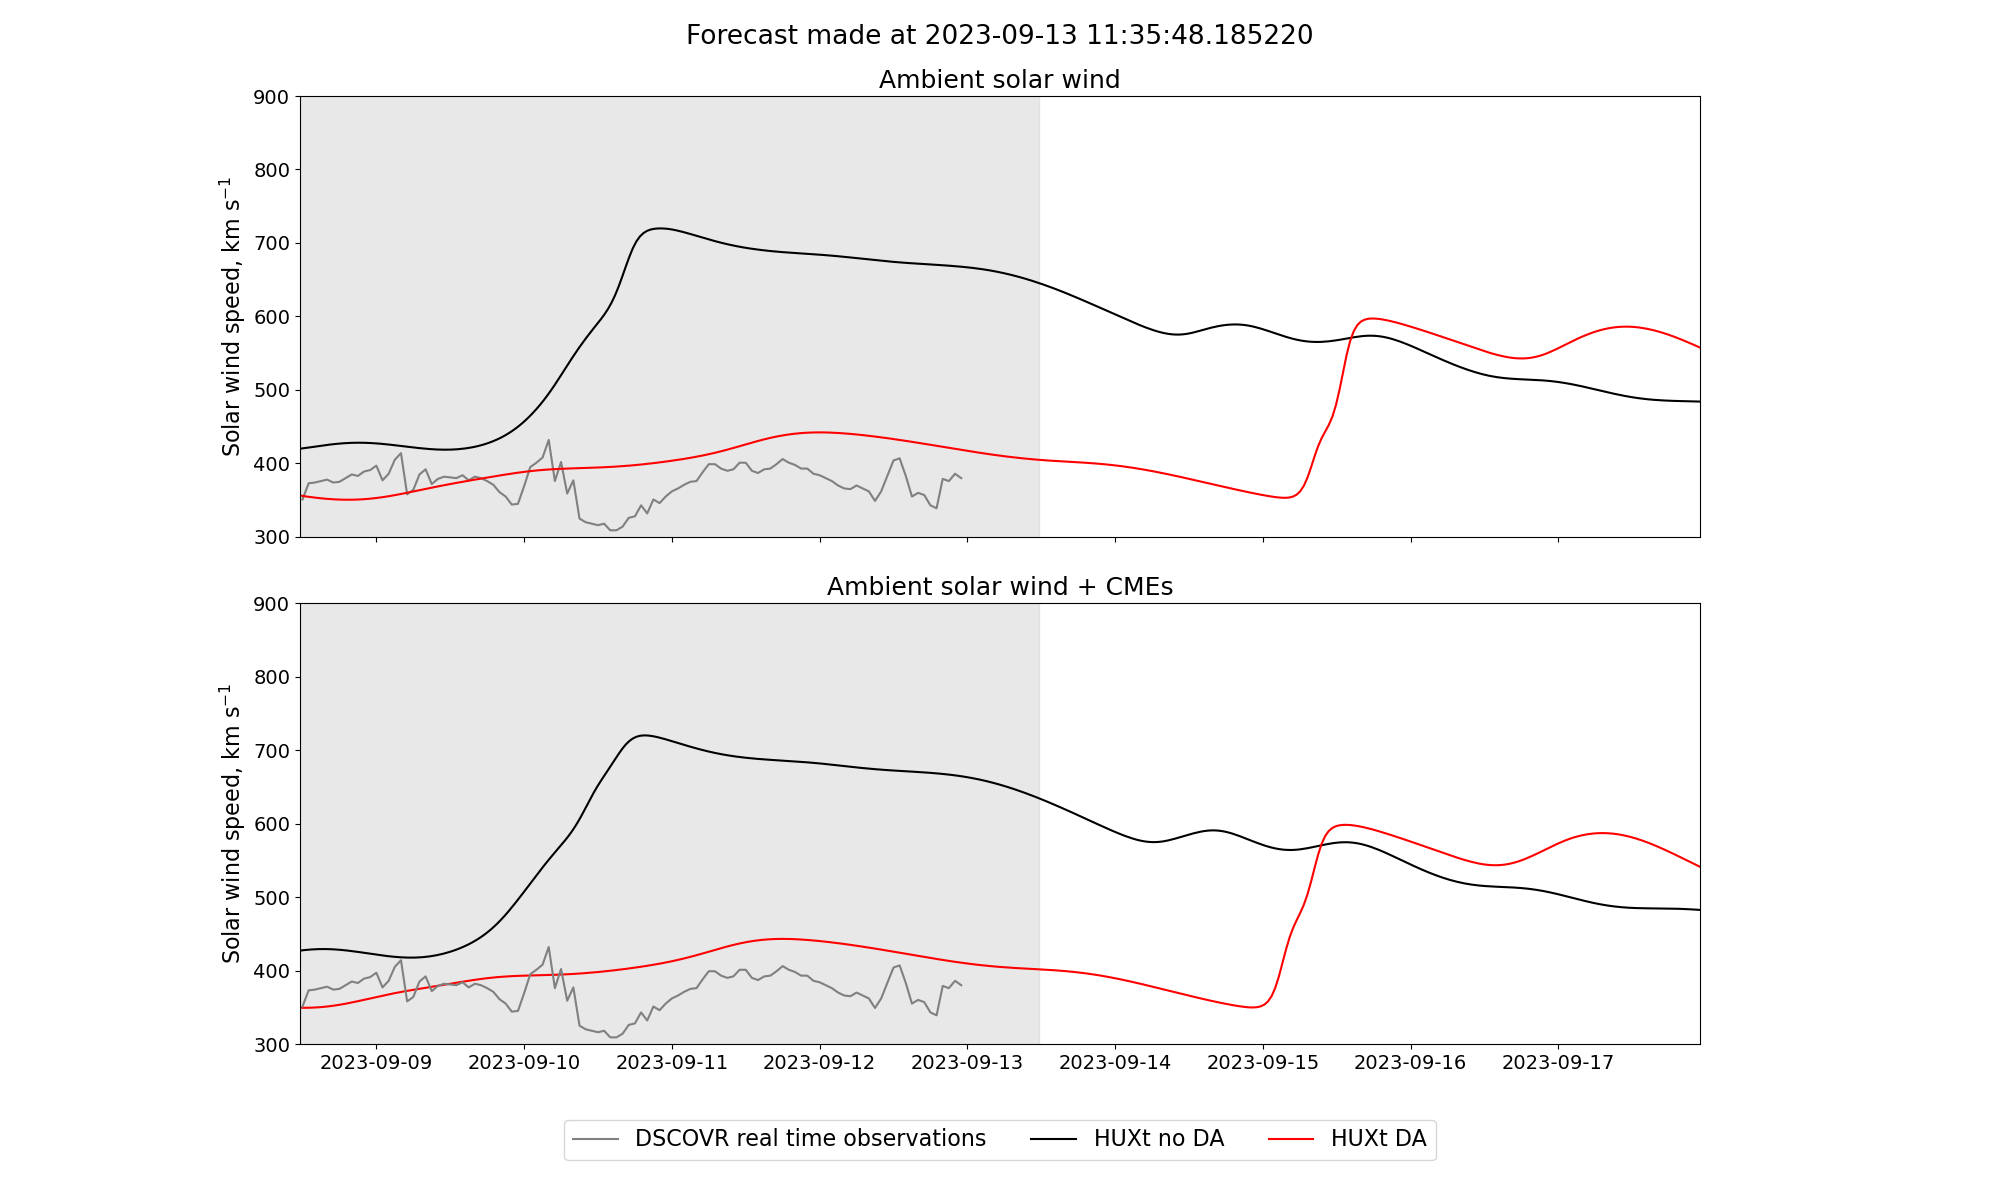 Forecast made at 2023-09-13 11:35:48.185220
Ambient solar wind
900
800
700
600
500
400
300
Solar wind speed, km s⁻¹
Ambient solar wind + CMEs
900
800
700
600
500
400
300
Solar wind speed, km s⁻¹
2023-09-09 2023-09-10 2023-09-11 2023-09-12 2023-09-13 2023-09-14 2023-09-15 2023-09-16 2023-09-17
DSCOVR real time observations HUXt no DA HUXt DA